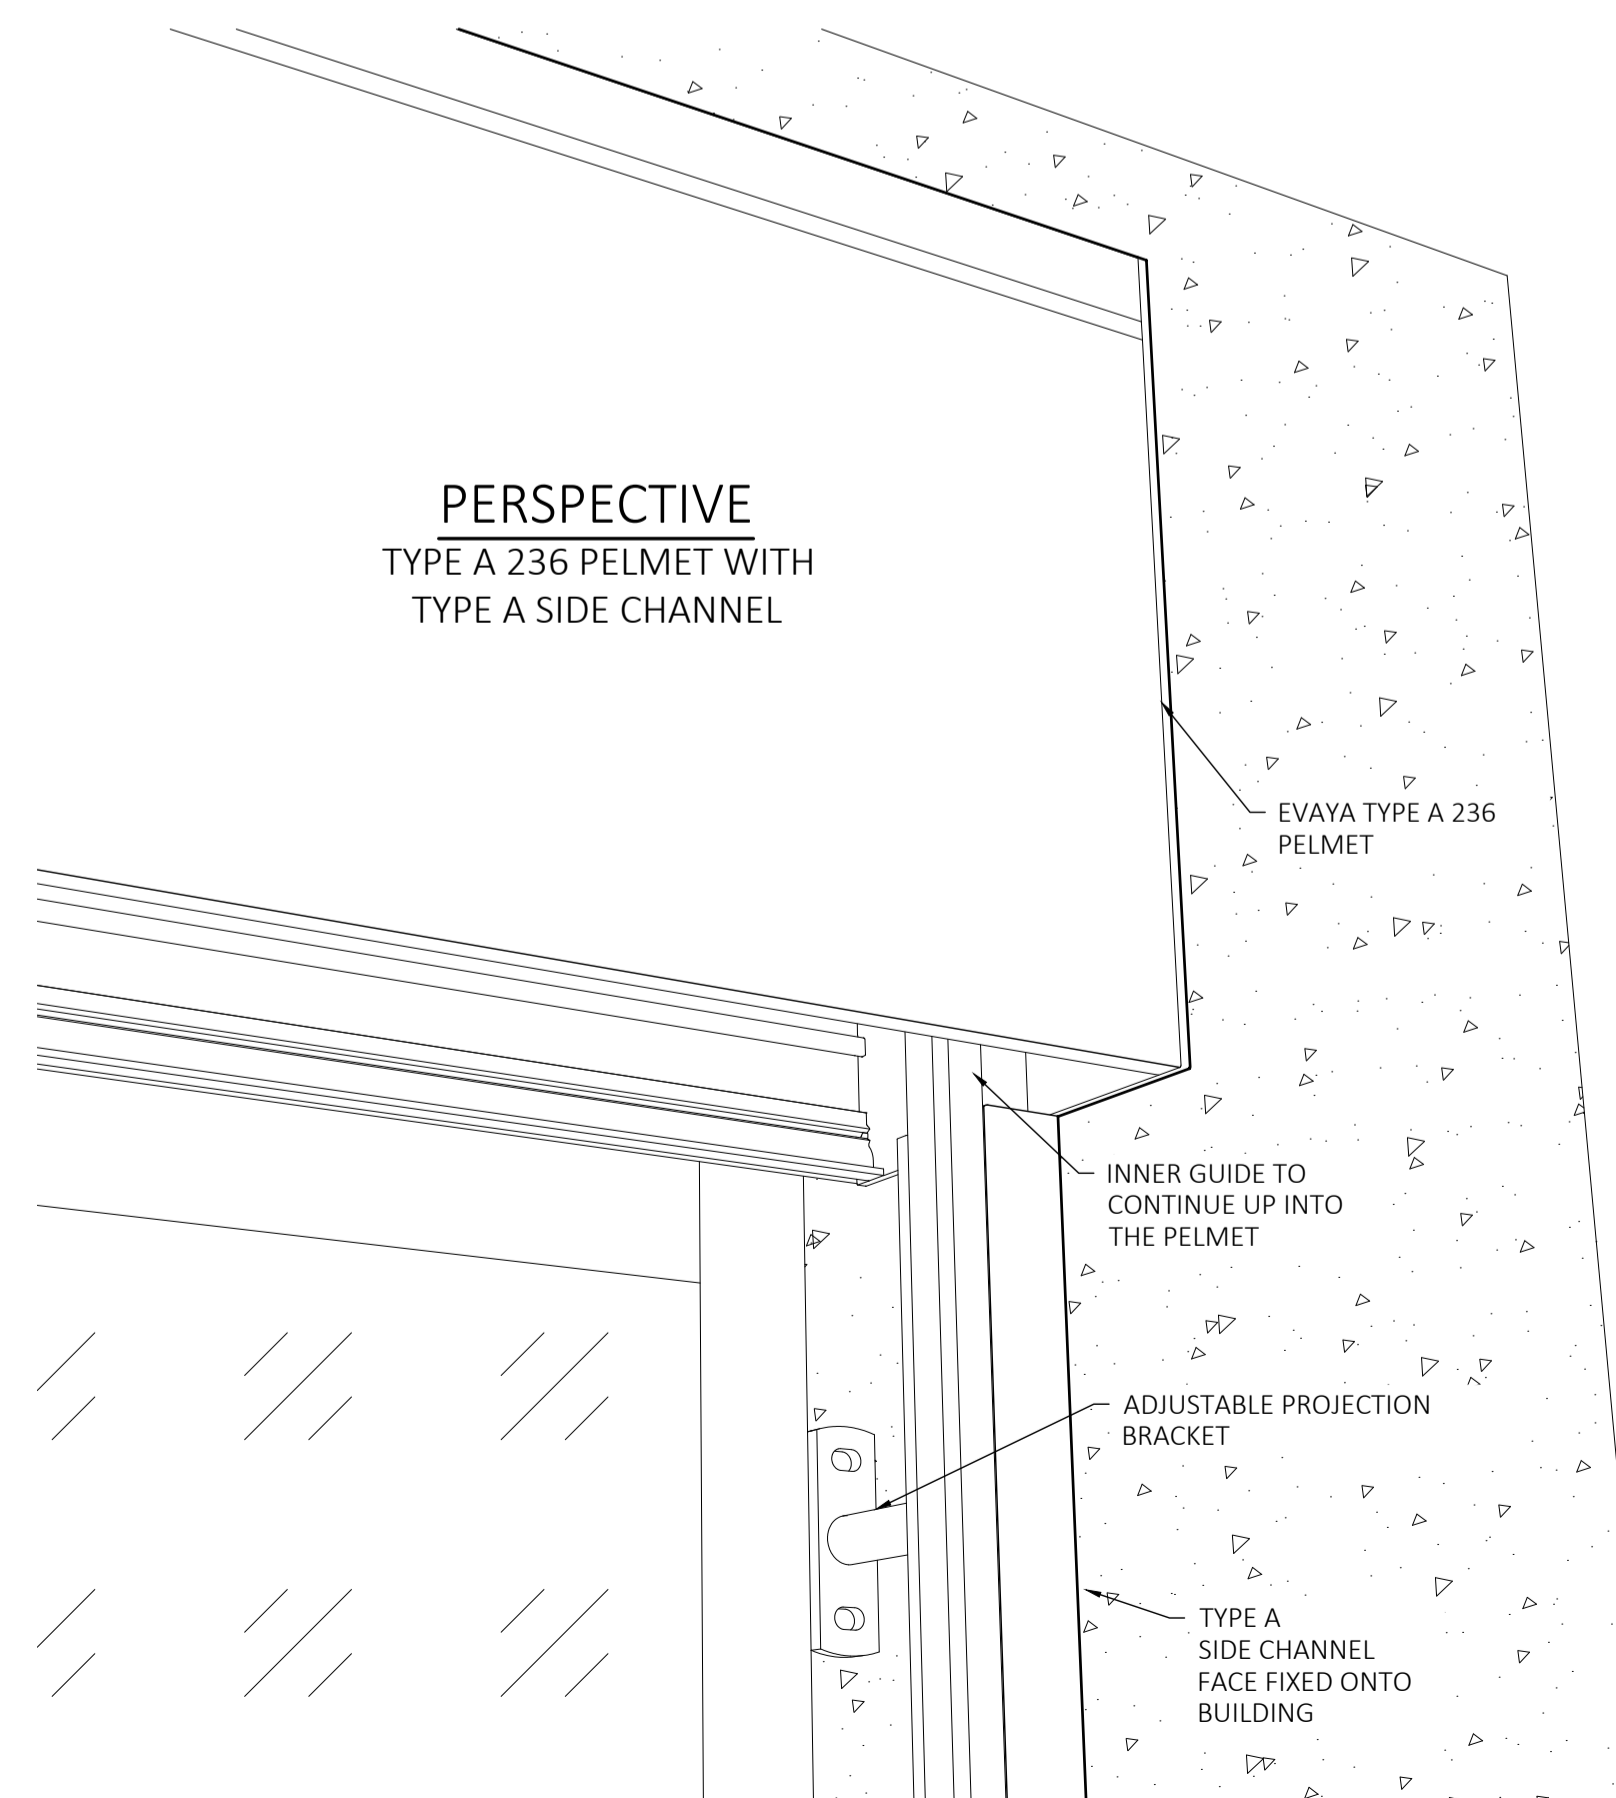 PERSPECTIVE
TYPE A 236 PELMET WITH
TYPE A SIDE CHANNEL
EVAYA TYPE A 236
PELMET
INNER GUIDE TO
CONTINUE UP INTO
THE PELMET
ADJUSTABLE PROJECTION
BRACKET
TYPE A
SIDE CHANNEL
FACE FIXED ONTO
BUILDING